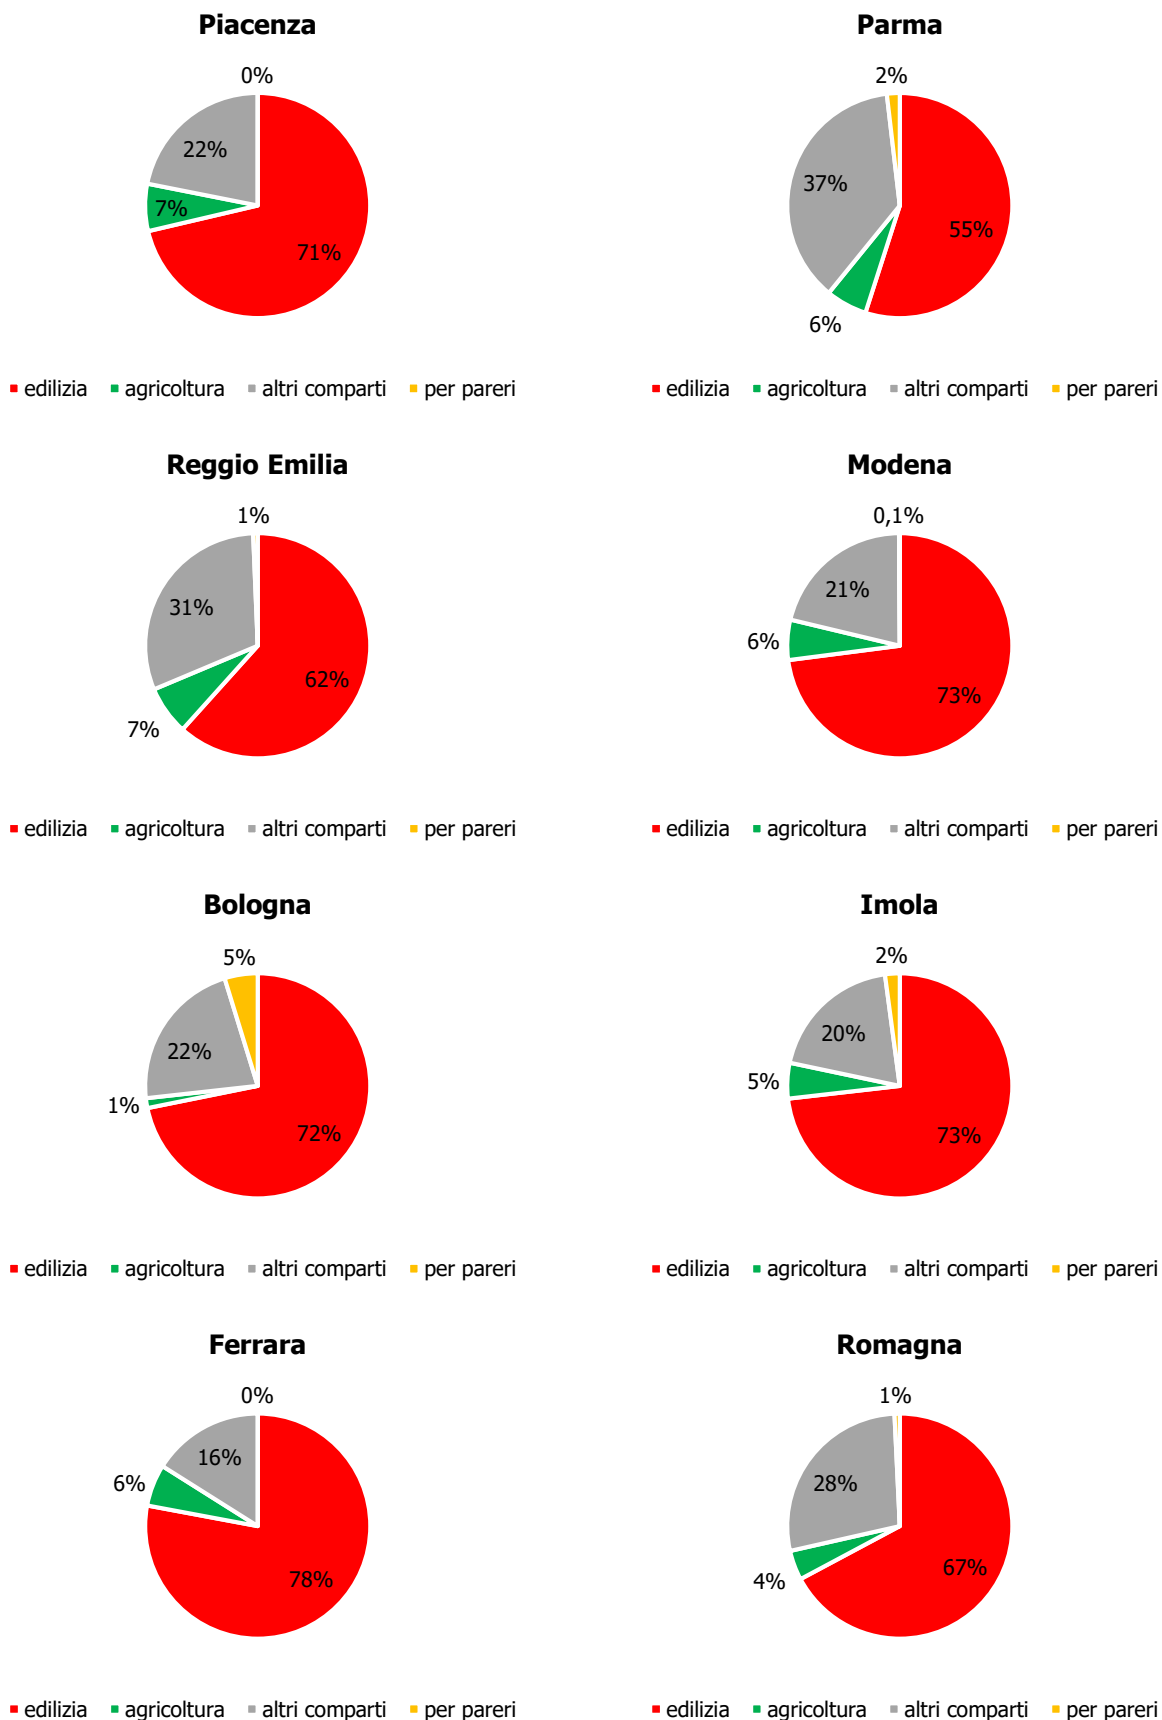 Piacenza
0%
22%
7%
71%
edilizia agricoltura altri comparti per pareri
Parma
2%
37%
55%
6%
edilizia agricoltura altri comparti per pareri
Reggio Emilia
1%
31%
62%
7%
edilizia agricoltura altri comparti per pareri
Modena
0,1%
21%
6%
73%
edilizia agricoltura altri comparti per pareri
Bologna
5%
22%
1%
72%
edilizia agricoltura altri comparti per pareri
Imola
2%
20%
5%
73%
edilizia agricoltura altri comparti per pareri
Ferrara
0%
16%
6%
78%
edilizia agricoltura altri comparti per pareri
Romagna
1%
28%
67%
4%
edilizia agricoltura altri comparti per pareri